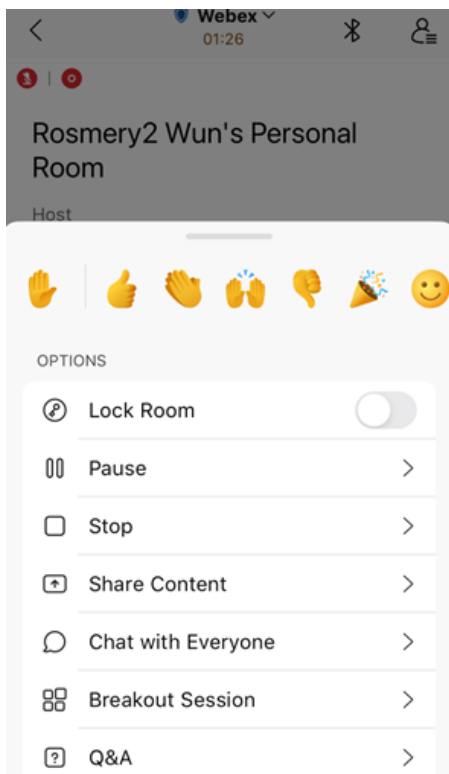 Webex
01:26
Rosmery2 Wun's Personal
Room
Host
OPTIONS
Lock Room
Pause
Stop
Share Content
Chat with Everyone
Breakout Session
Q&A